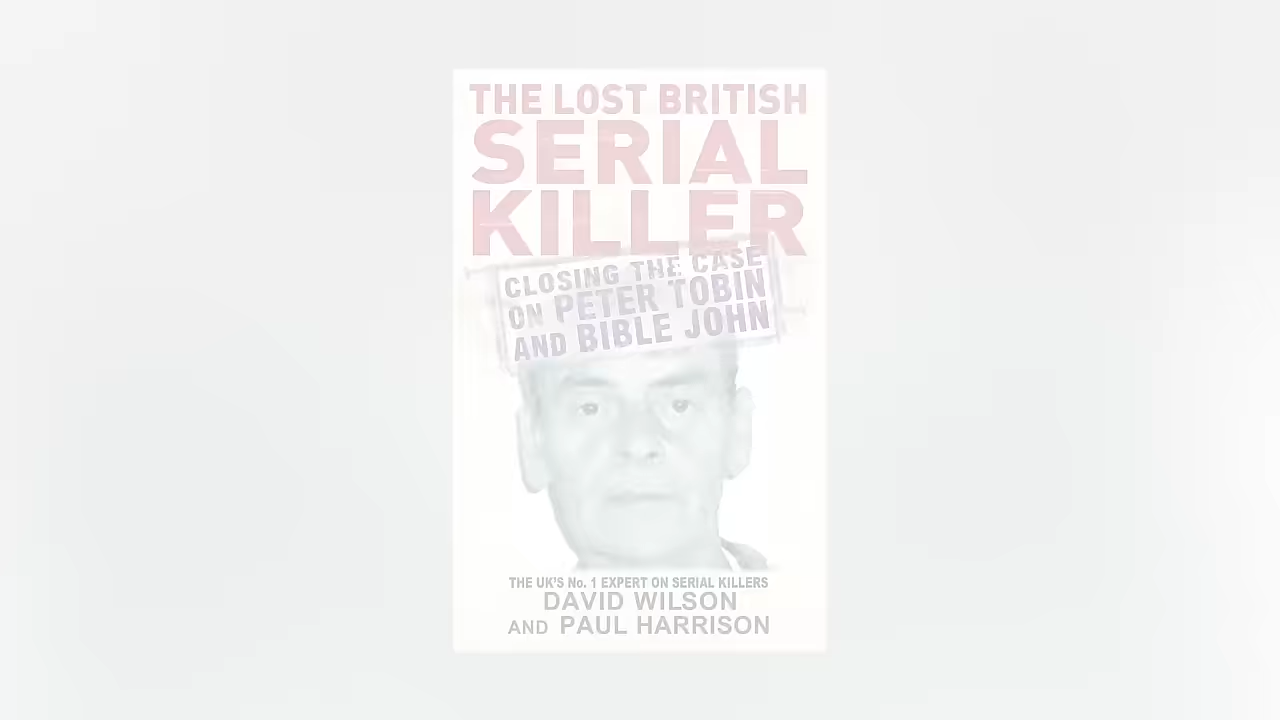 THE LOST BRITISH
SERIAL
KILLER
CLOSING THE CASE
ON PETER TOBIN
AND BIBLE JOHN
THE UK'S No. 1 EXPERT ON SERIAL KILLERS
DAVID WILSON
AND PAUL HARRISON